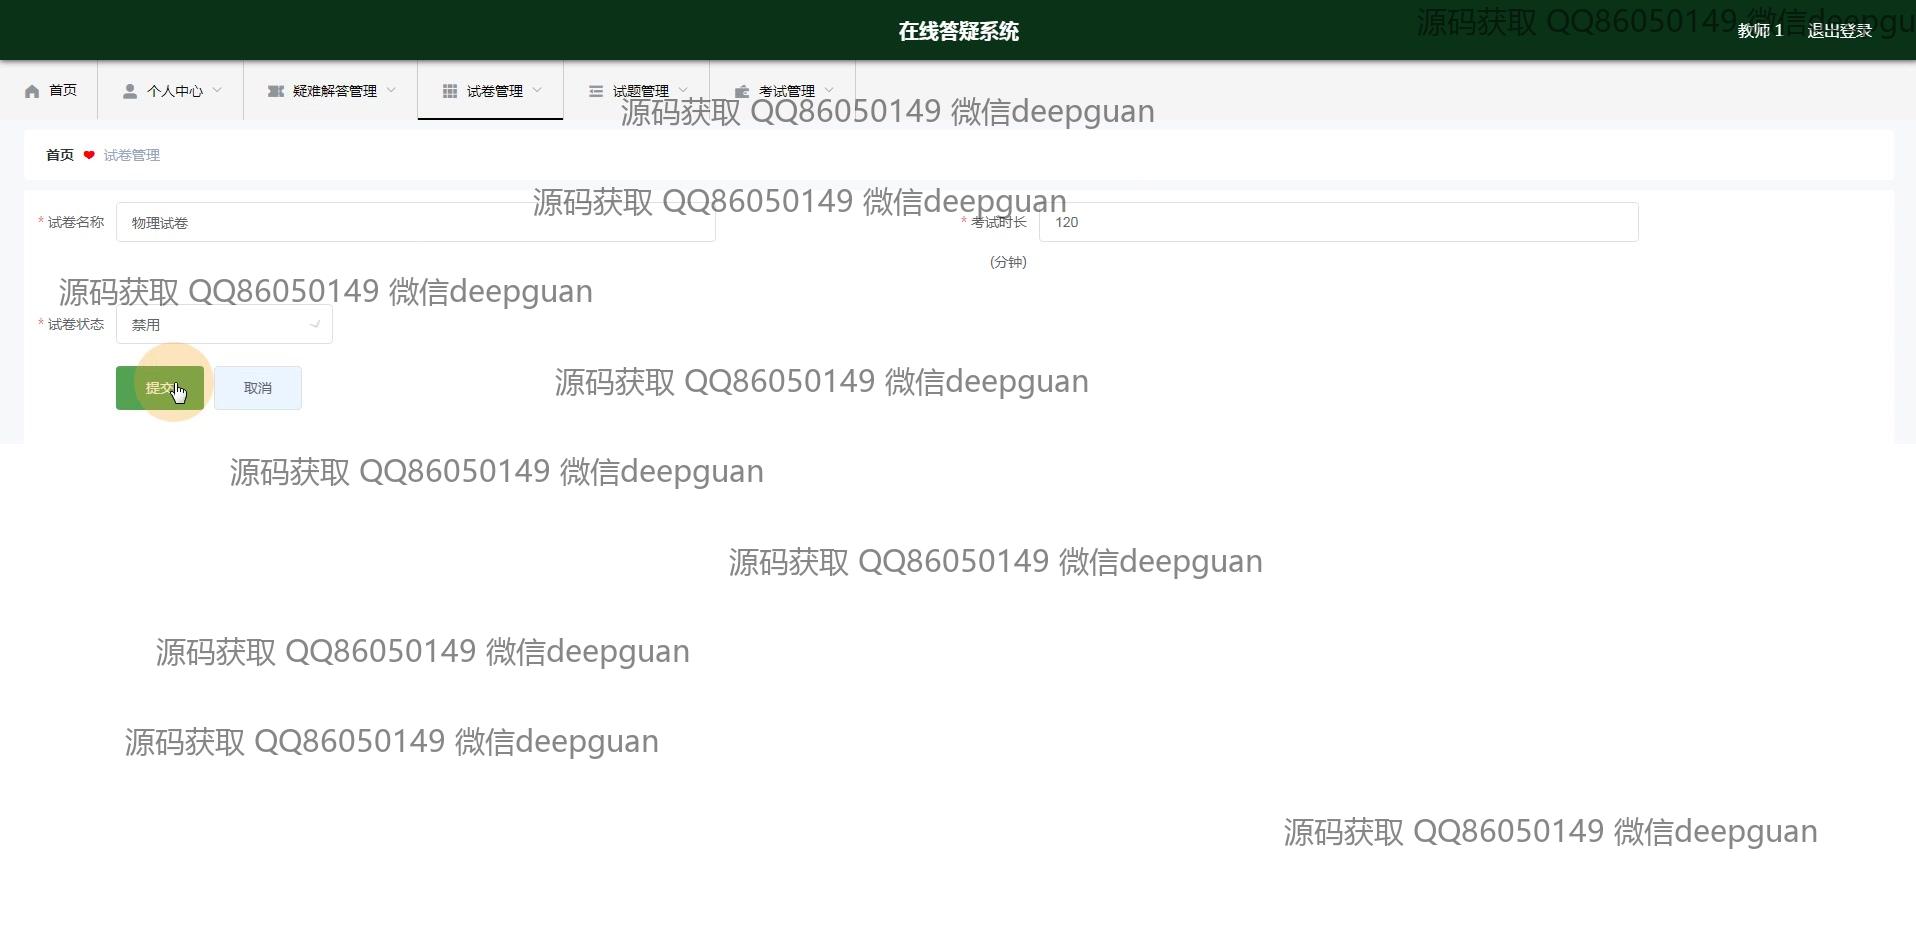 在线答疑系统
源码获取 QQ86050149 微信deepgu
教师 1
退出登录
首页
个人中心
疑难解答管理
试卷管理
试题管理
考试管理
源码获取 QQ86050149 微信deepguan
首页 试卷管理
源码获取 QQ86050149 微信deepguan
* 试卷名称
物理试卷
* 考试时长
(分钟)
120
源码获取 QQ86050149 微信deepguan
* 试卷状态
禁用
提交
取消
源码获取 QQ86050149 微信deepguan
源码获取 QQ86050149 微信deepguan
源码获取 QQ86050149 微信deepguan
源码获取 QQ86050149 微信deepguan
源码获取 QQ86050149 微信deepguan
源码获取 QQ86050149 微信deepguan